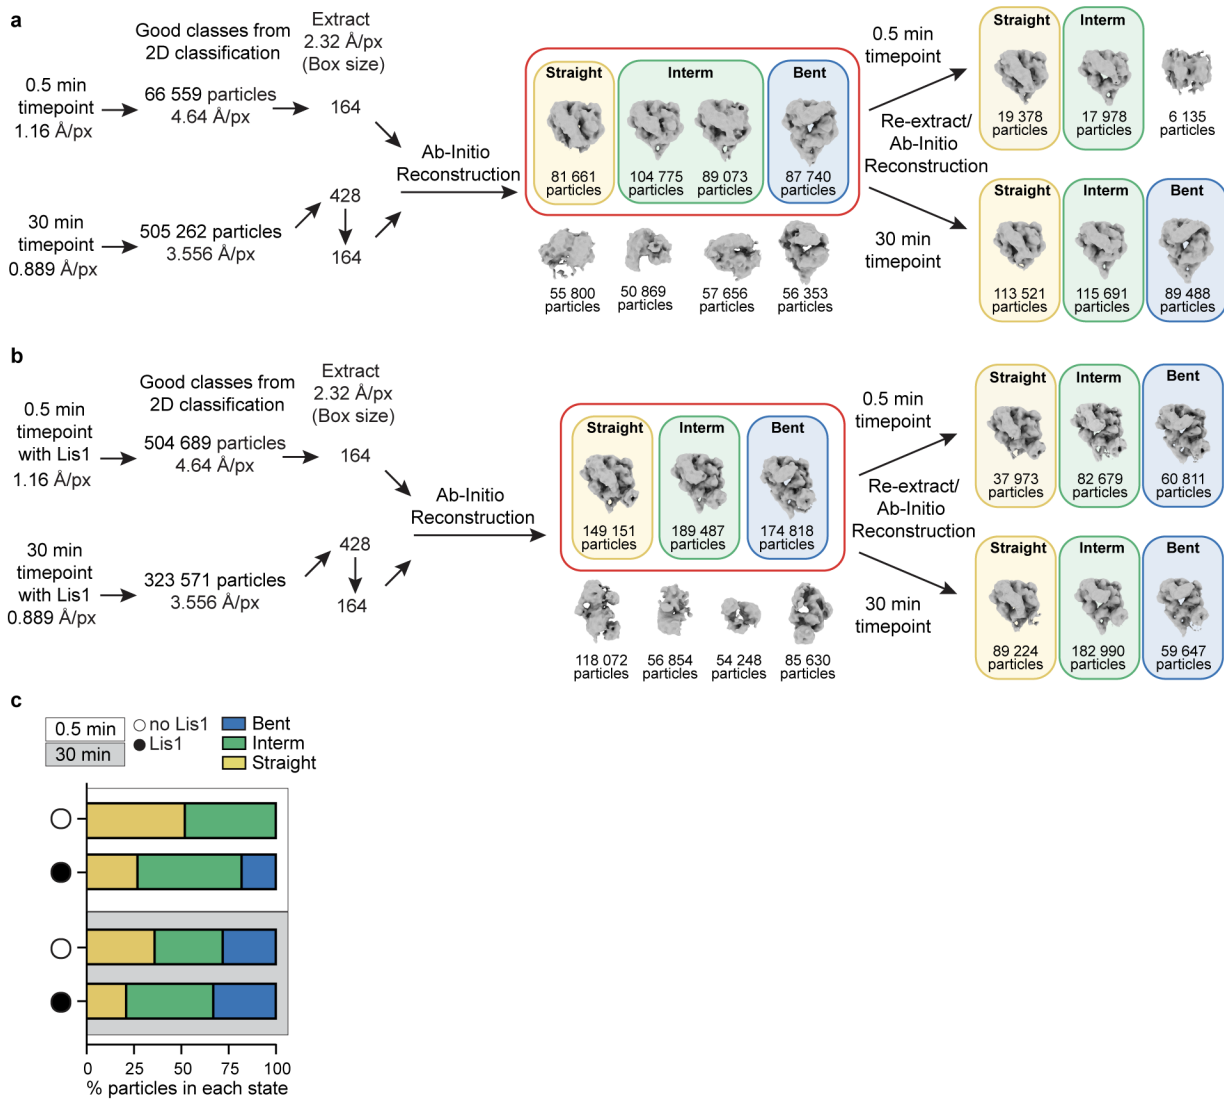 a
Good classes from
2D classification
Extract
2.32 Å/px
(Box size)
0.5 min
timepoint
1.16 Å/px
66 559 particles
4.64 Å/px
164
30 min
timepoint
0.889 Å/px
505 262 particles
3.556 Å/px
428
164
Ab-Initio
Reconstruction
Straight
Interm
Bent
81 661
particles
104 775
particles
89 073
particles
87 740
particles
55 800
particles
50 869
particles
57 656
particles
56 353
particles
0.5 min
timepoint
Re-extract/
Ab-Initio
Reconstruction
30 min
timepoint
Straight
Interm
19 378
particles
17 978
particles
6 135
particles
Straight
Interm
Bent
113 521
particles
115 691
particles
89 488
particles
b
Good classes from
2D classification
Extract
2.32 Å/px
(Box size)
0.5 min
timepoint
with Lis1
1.16 Å/px
504 689 particles
4.64 Å/px
164
30 min
timepoint
with Lis1
0.889 Å/px
323 571 particles
3.556 Å/px
428
164
Ab-Initio
Reconstruction
Straight
Interm
Bent
149 151
particles
189 487
particles
174 818
particles
118 072
particles
56 854
particles
54 248
particles
85 630
particles
0.5 min
timepoint
Re-extract/
Ab-Initio
Reconstruction
30 min
timepoint
Straight
Interm
Bent
37 973
particles
82 679
particles
60 811
particles
Straight
Interm
Bent
89 224
particles
182 990
particles
59 647
particles
c
0.5 min
30 min
no Lis1
Lis1
Bent
Interm
Straight
0 25 50 75 100
% particles in each state